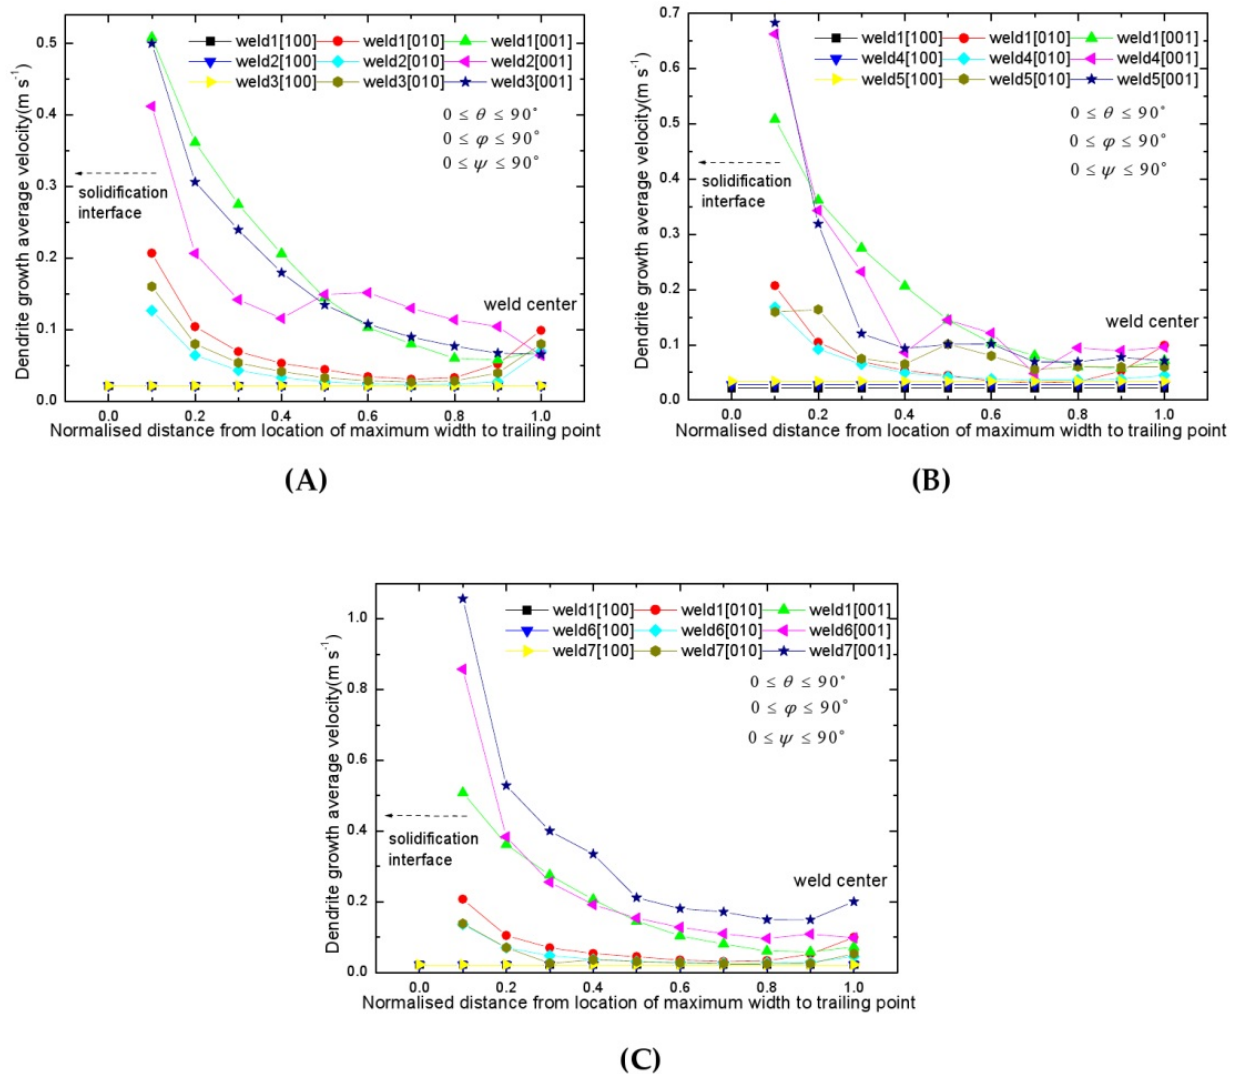 weld1[100] weld1[010] weld1[001]
weld2[100] weld2[010] weld2[001]
weld3[100] weld3[010] weld3[001]
0 ≤ θ ≤ 90°
0 ≤ φ ≤ 90°
0 ≤ ψ ≤ 90°
solidification
interface
weld center
0.5
0.4
0.3
0.2
0.1
0.0
Dendrite growth average velocity(m s⁻¹)
0.0 0.2 0.4 0.6 0.8 1.0
Normalised distance from location of maximum width to trailing point
(A)
weld1[100] weld1[010] weld1[001]
weld4[100] weld4[010] weld4[001]
weld5[100] weld5[010] weld5[001]
0 ≤ θ ≤ 90°
0 ≤ φ ≤ 90°
0 ≤ ψ ≤ 90°
solidification
interface
weld center
0.7
0.6
0.5
0.4
0.3
0.2
0.1
0.0
Dendrite growth average velocity(m s⁻¹)
0.0 0.2 0.4 0.6 0.8 1.0
Normalised distance from location of maximum width to trailing point
(B)
weld1[100] weld1[010] weld1[001]
weld6[100] weld6[010] weld6[001]
weld7[100] weld7[010] weld7[001]
0 ≤ θ ≤ 90°
0 ≤ φ ≤ 90°
0 ≤ ψ ≤ 90°
solidification
interface
weld center
1.0
0.8
0.6
0.4
0.2
0.0
Dendrite growth average velocity(m s⁻¹)
0.0 0.2 0.4 0.6 0.8 1.0
Normalised distance from location of maximum width to trailing point
(C)